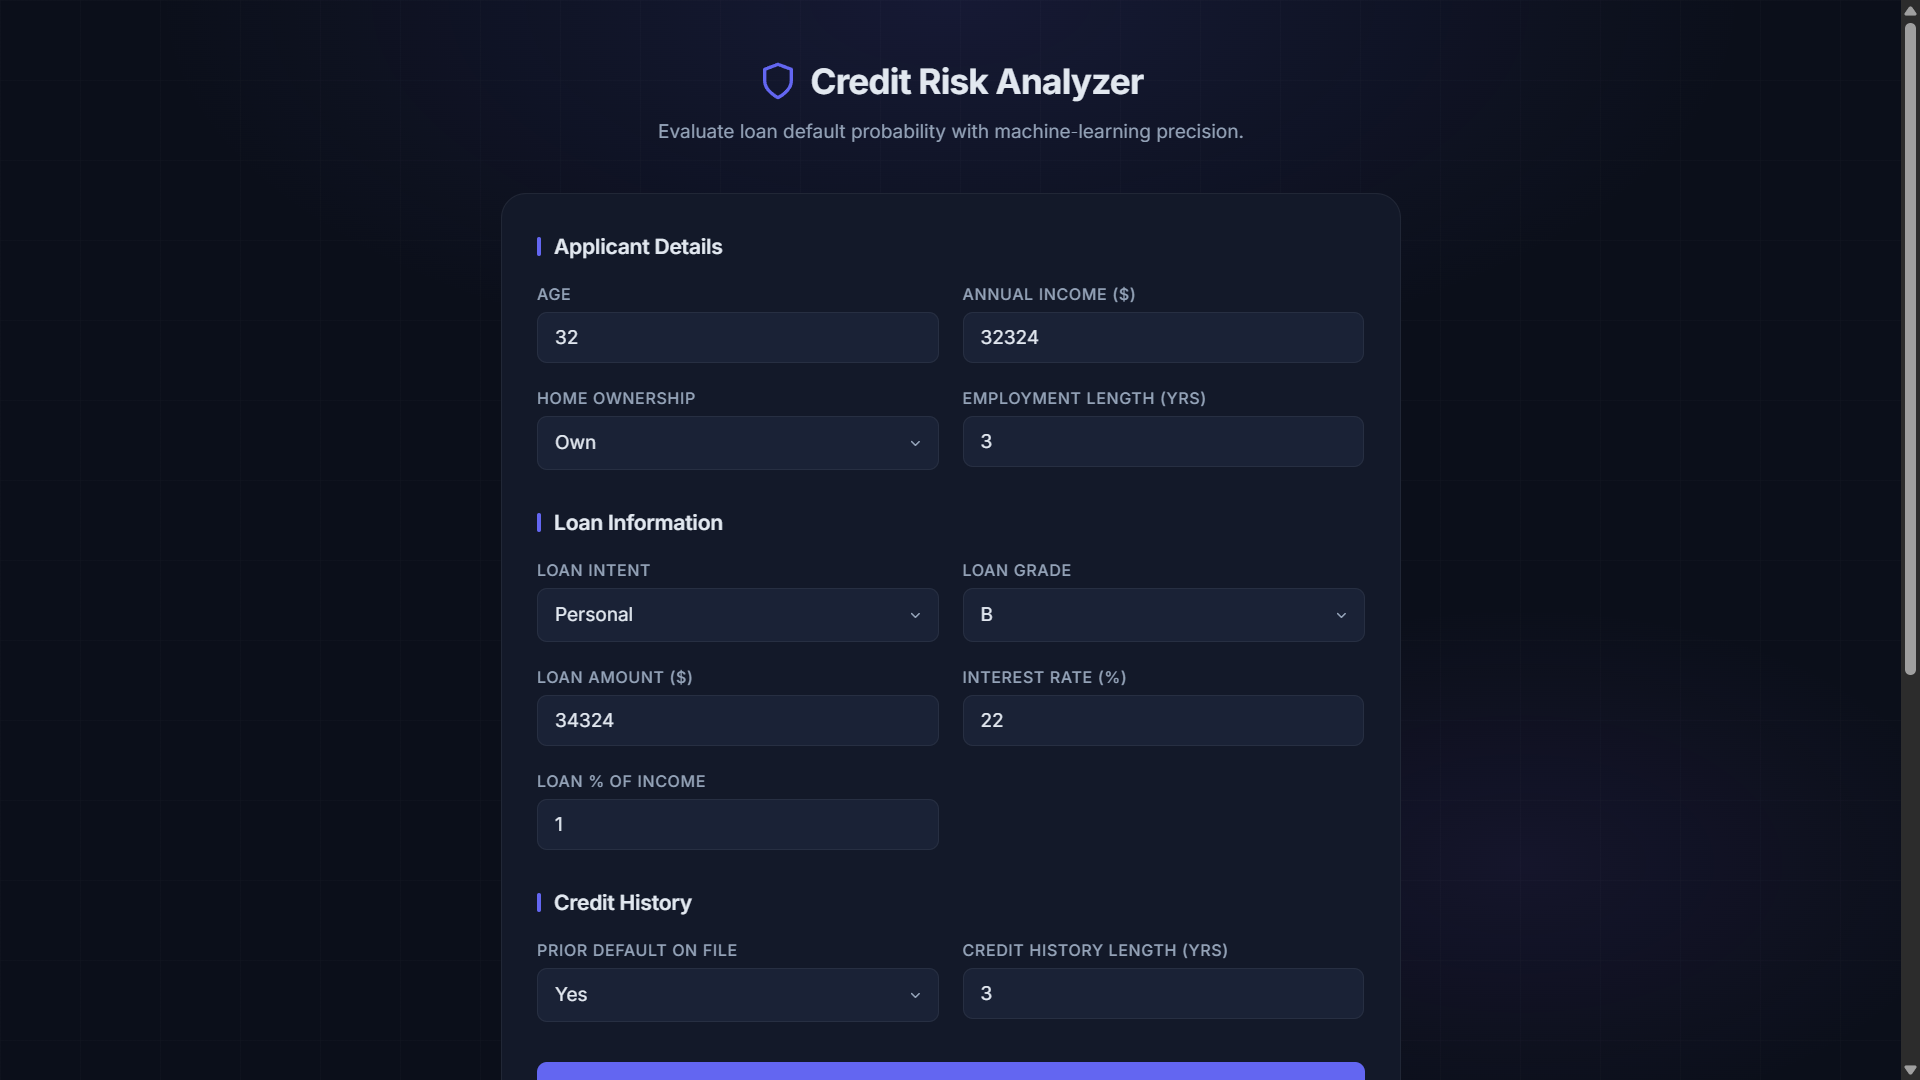 Credit Risk Analyzer
Evaluate loan default probability with machine-learning precision.
Applicant Details
AGE
ANNUAL INCOME ($)
32
32324
HOME OWNERSHIP
EMPLOYMENT LENGTH (YRS)
Own
3
Loan Information
LOAN INTENT
LOAN GRADE
Personal
B
LOAN AMOUNT ($)
INTEREST RATE (%)
34324
22
LOAN % OF INCOME
1
Credit History
PRIOR DEFAULT ON FILE
CREDIT HISTORY LENGTH (YRS)
Yes
3